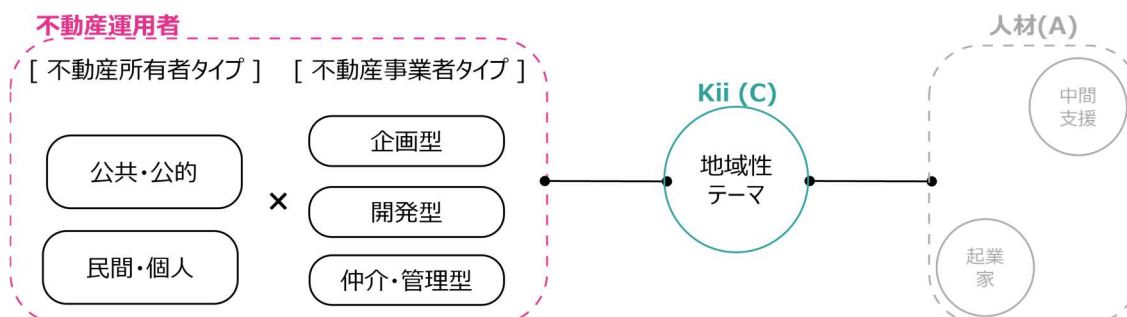 不動産運用者
[ 不動産所有者タイプ ]
[ 不動産事業者タイプ ]
公共・公的
民間・個人
×
企画型
開発型
仲介・管理型
Kii (C)
地域性
テーマ
人材(A)
中間
支援
起業
家